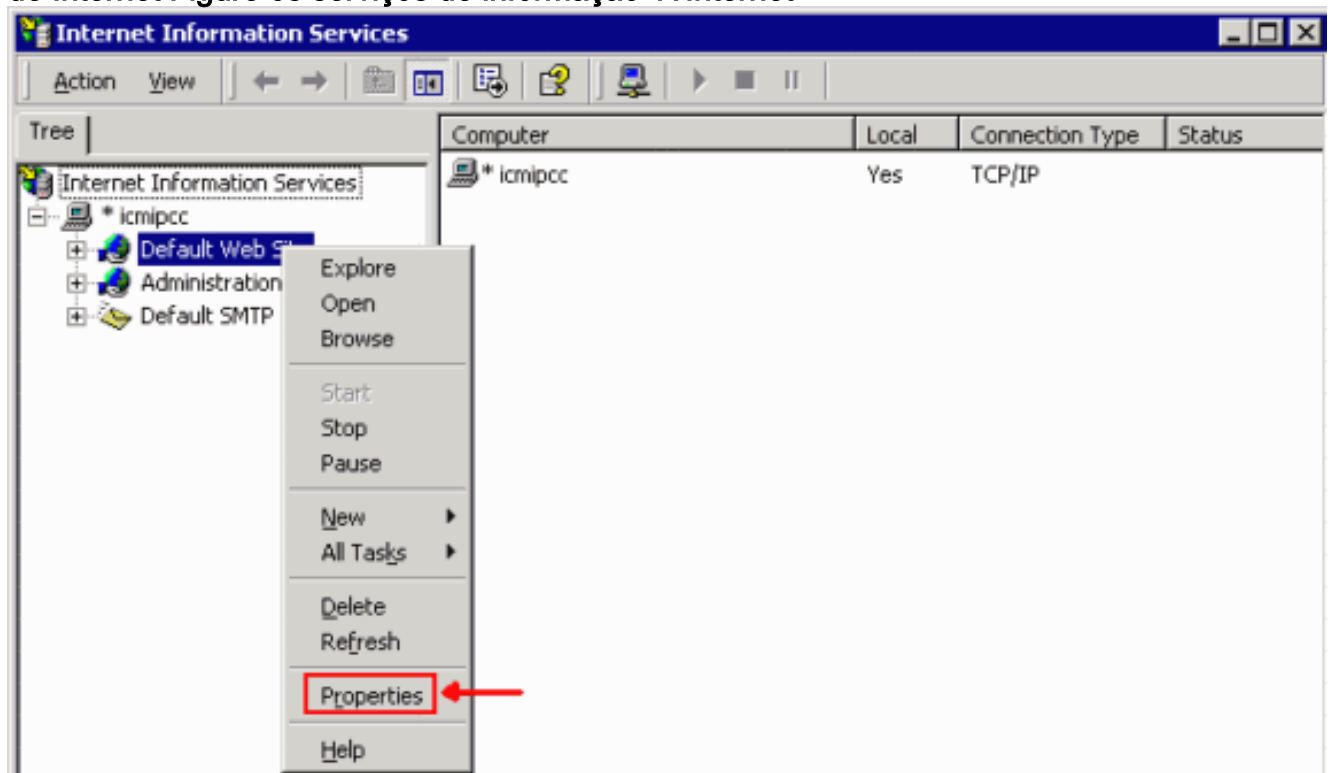 Internet Information Services
Action View
Tree
Computer Local Connection Type Status
Internet Information Services
* icmipcc Yes TCP/IP
* icmipcc
Default Web
Administration
Default SMTP
Explore
Open
Browse
Start
Stop
Pause
New
All Tasks
Delete
Refresh
Properties
Help